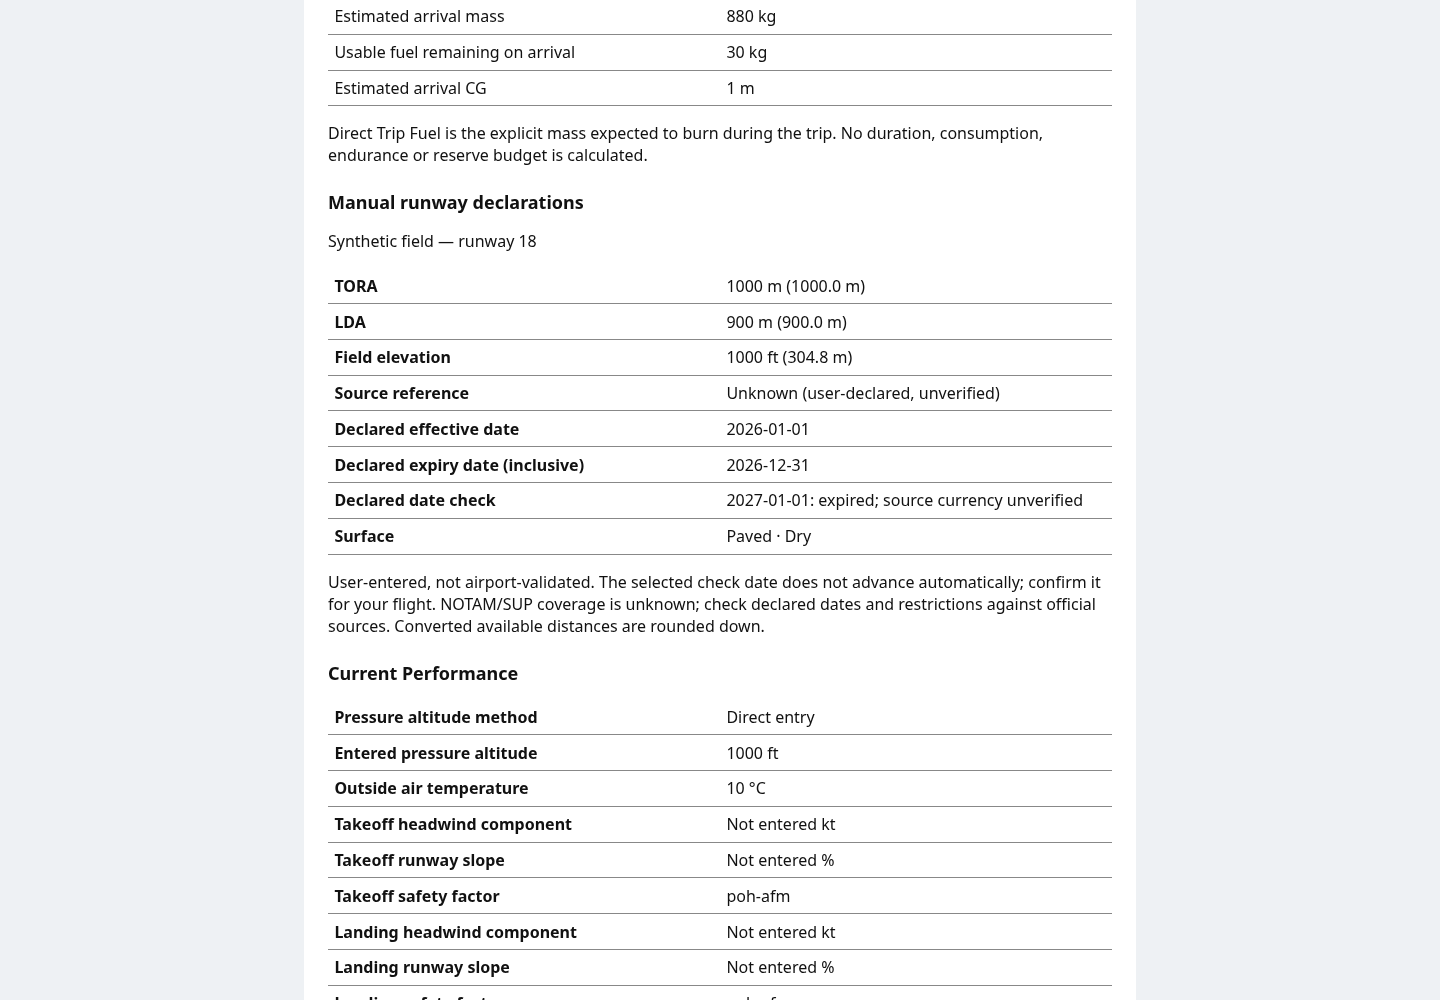 Estimated arrival mass 880 kg
Usable fuel remaining on arrival 30 kg
Estimated arrival CG 1 m
Direct Trip Fuel is the explicit mass expected to burn during the trip. No duration, consumption,
endurance or reserve budget is calculated.
Manual runway declarations
Synthetic field — runway 18
TORA 1000 m (1000.0 m)
LDA 900 m (900.0 m)
Field elevation 1000 ft (304.8 m)
Source reference Unknown (user-declared, unverified)
Declared effective date 2026-01-01
Declared expiry date (inclusive) 2026-12-31
Declared date check 2027-01-01: expired; source currency unverified
Surface Paved · Dry
User-entered, not airport-validated. The selected check date does not advance automatically; confirm it
for your flight. NOTAM/SUP coverage is unknown; check declared dates and restrictions against official
sources. Converted available distances are rounded down.
Current Performance
Pressure altitude method Direct entry
Entered pressure altitude 1000 ft
Outside air temperature 10 °C
Takeoff headwind component Not entered kt
Takeoff runway slope Not entered %
Takeoff safety factor poh-afm
Landing headwind component Not entered kt
Landing runway slope Not entered %